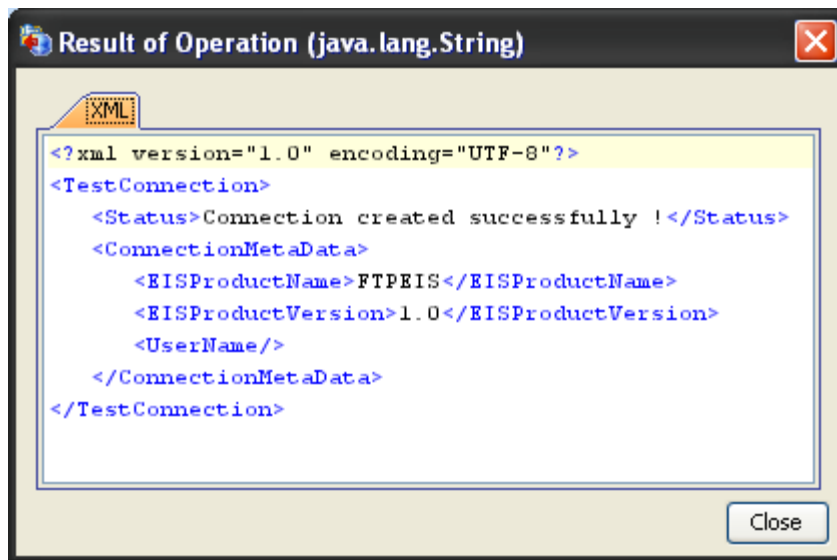 Result of Operation (java.lang.String)
XML
<?xml version="1.0" encoding="UTF-8"?>
<TestConnection>
<Status>Connection created successfully !</Status>
<ConnectionMetaData>
<EISProductName>FTPEIS</EISProductName>
<EISProductVersion>1.0</EISProductVersion>
<UserName/>
</ConnectionMetaData>
</TestConnection>
Close